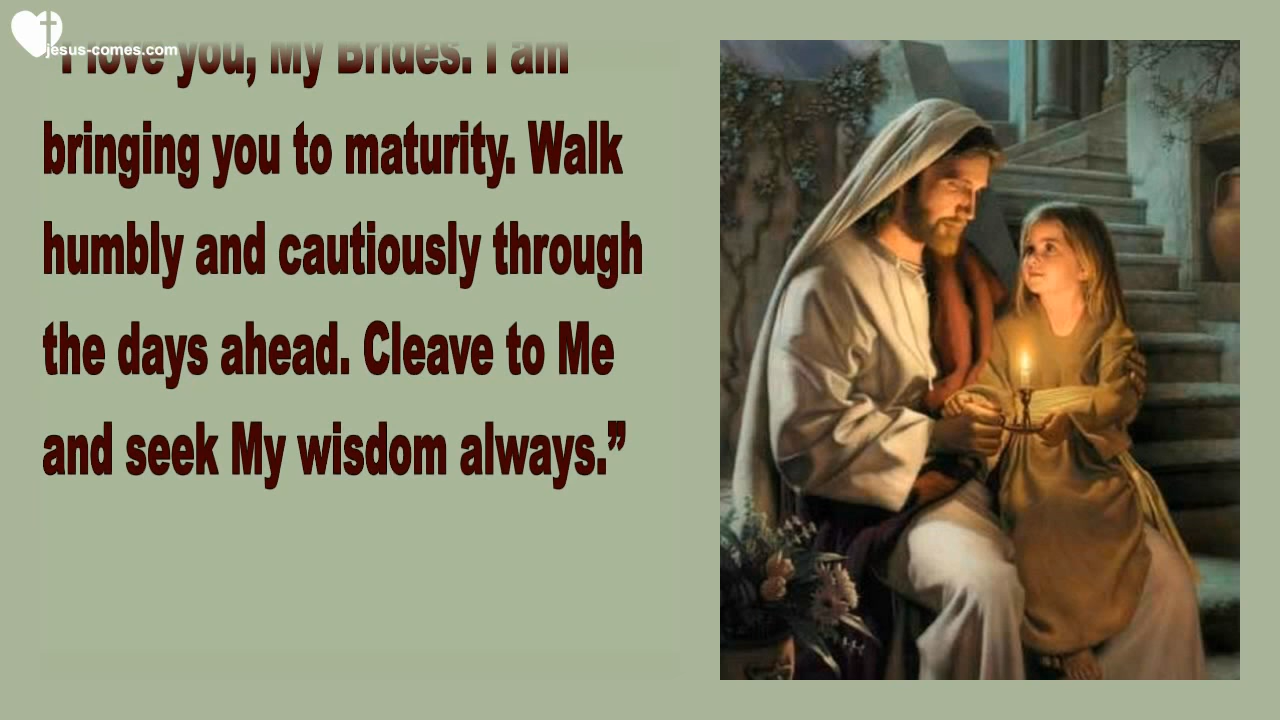 jesus-comes.com
"I love you, My Brides. I am
bringing you to maturity. Walk
humbly and cautiously through
the days ahead. Cleave to Me
and seek My wisdom always.”